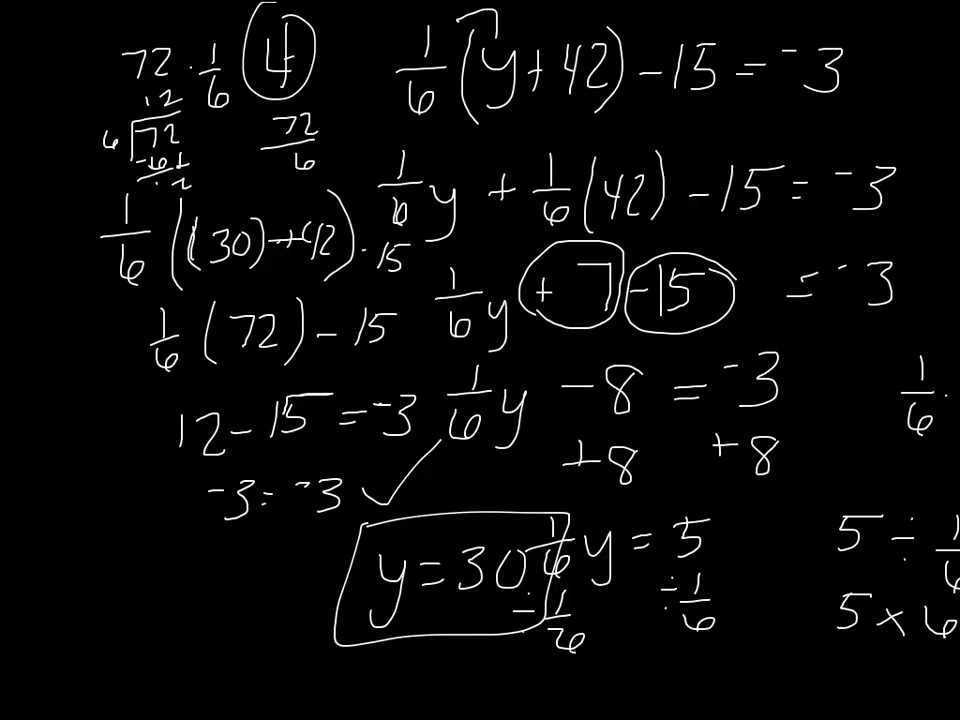 4
1/6 (y + 42) - 15 = -3
72 · 1/6
12
6 72
-6
12
72/6
1/6 y + 1/6 (42) - 15 = -3
1/6 ((30) + 42) - 15
1/6 y + 7 - 15 = -3
1/6 (72) - 15
1/6 y - 8 = -3
+8 +8
12 - 15 = -3
-3 = -3 ✓
1/6 y = 5
÷ 1/6 ÷ 1/6
y = 30
1/6 ·
5 ÷ 1/6
5 × 6